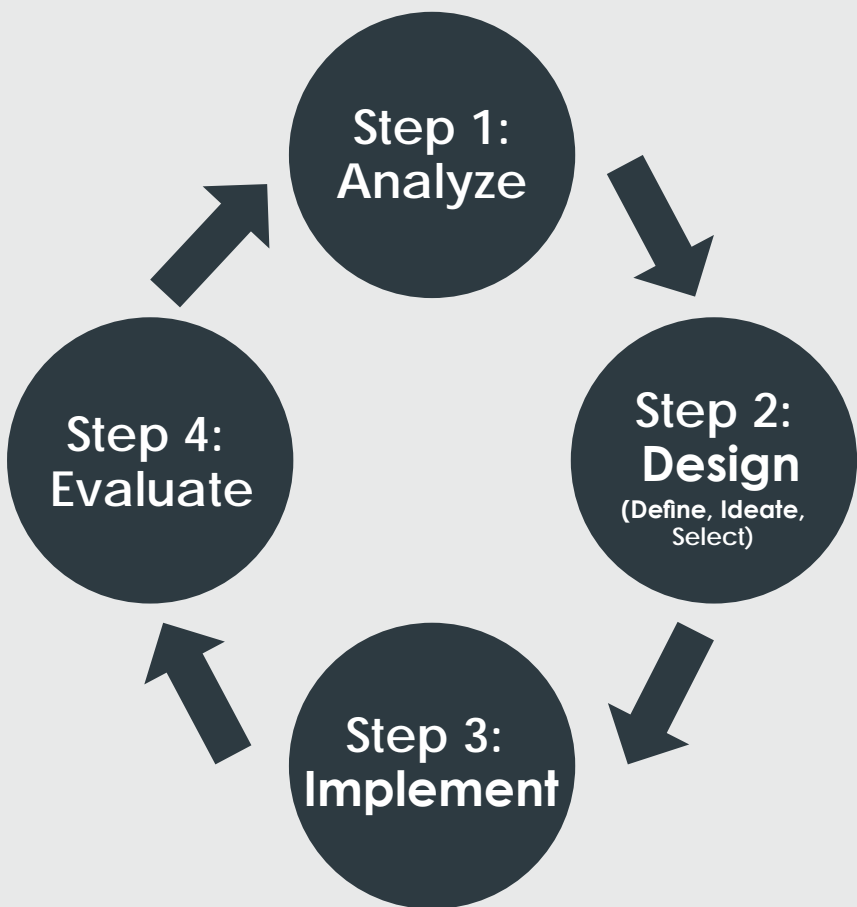 Step 1:
Analyze
Step 2:
Design
(Define, Ideate,
Select)
Step 3:
Implement
Step 4:
Evaluate